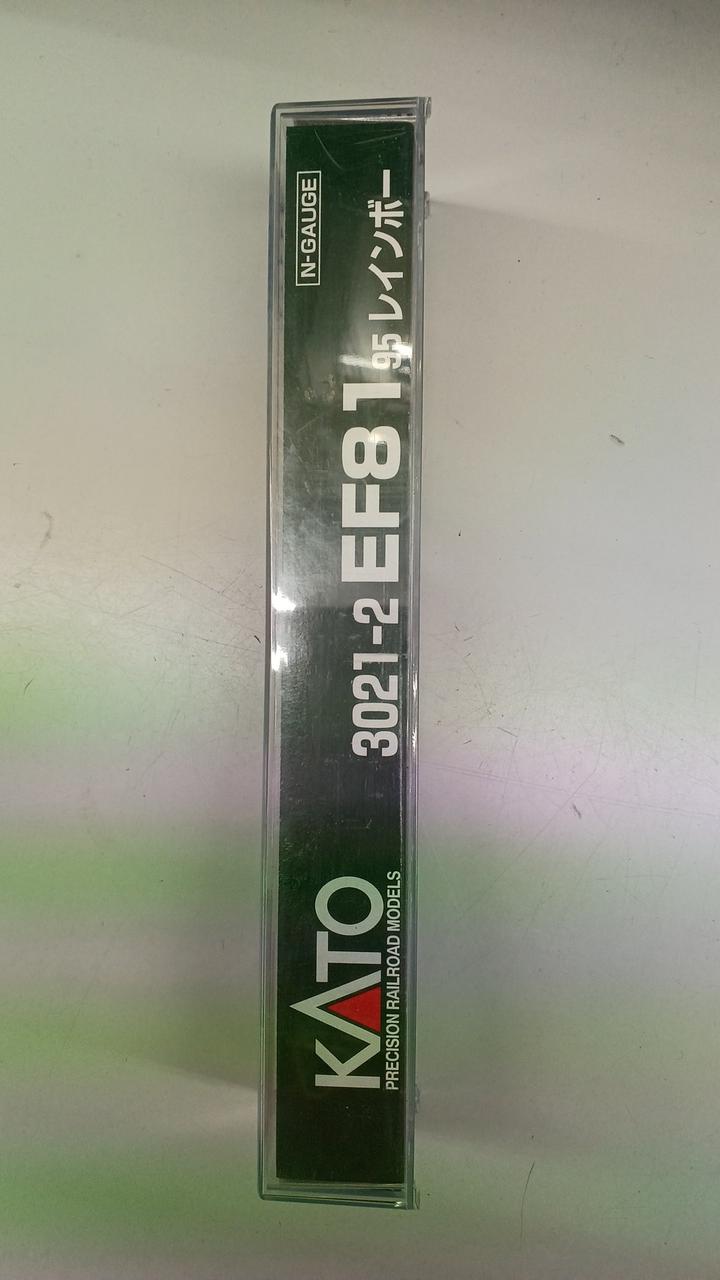 KATO
PRECISION RAILROAD MODELS
3021-2 EF81 95 レインボー
N-GAUGE